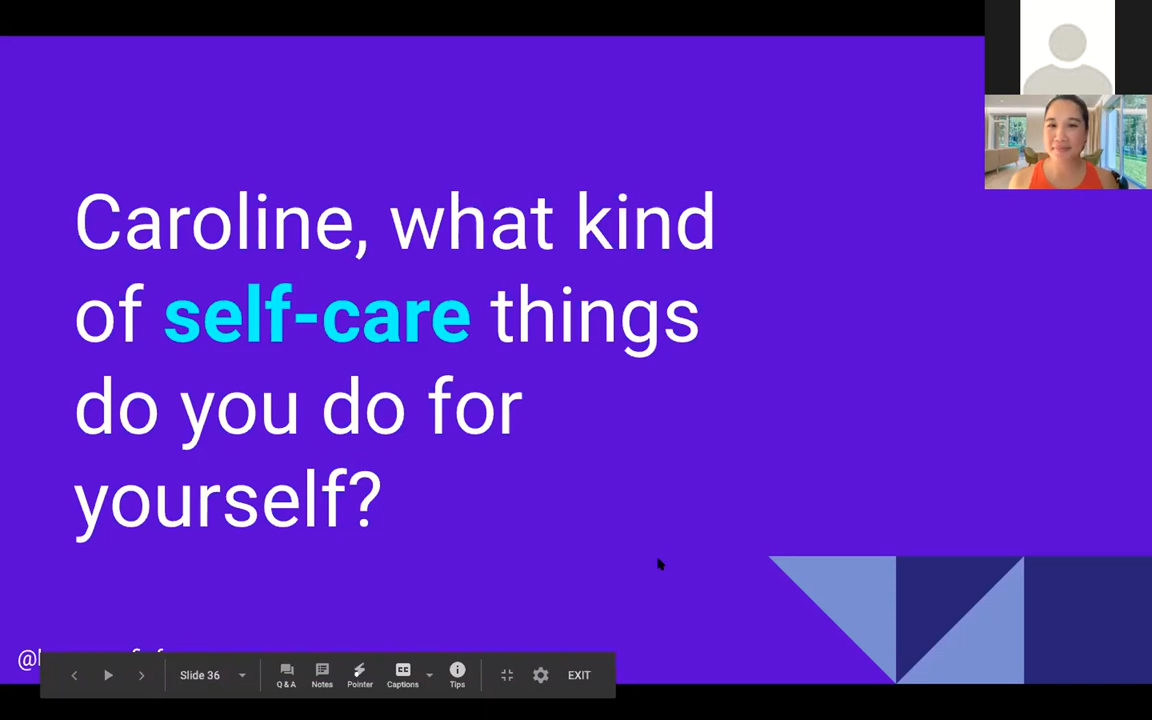 Caroline, what kind
of self-care things
do you do for
yourself?
Slide 36
Q & A
Notes
Pointer
CC
Captions
Tips
EXIT